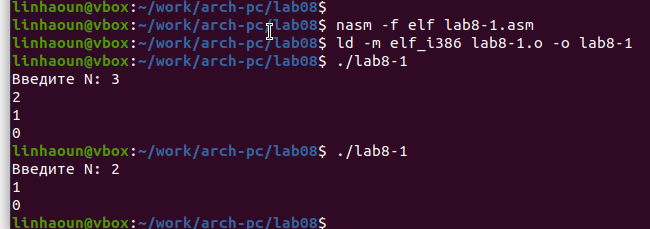 linhaoun@vbox:~/work/arch-pc/lab08$
linhaoun@vbox:~/work/arch-pc/lab08$ nasm -f elf lab8-1.asm
linhaoun@vbox:~/work/arch-pc/lab08$ ld -m elf_i386 lab8-1.o -o lab8-1
linhaoun@vbox:~/work/arch-pc/lab08$ ./lab8-1
Введите N: 3
2
1
0
linhaoun@vbox:~/work/arch-pc/lab08$ ./lab8-1
Введите N: 2
1
0
linhaoun@vbox:~/work/arch-pc/lab08$